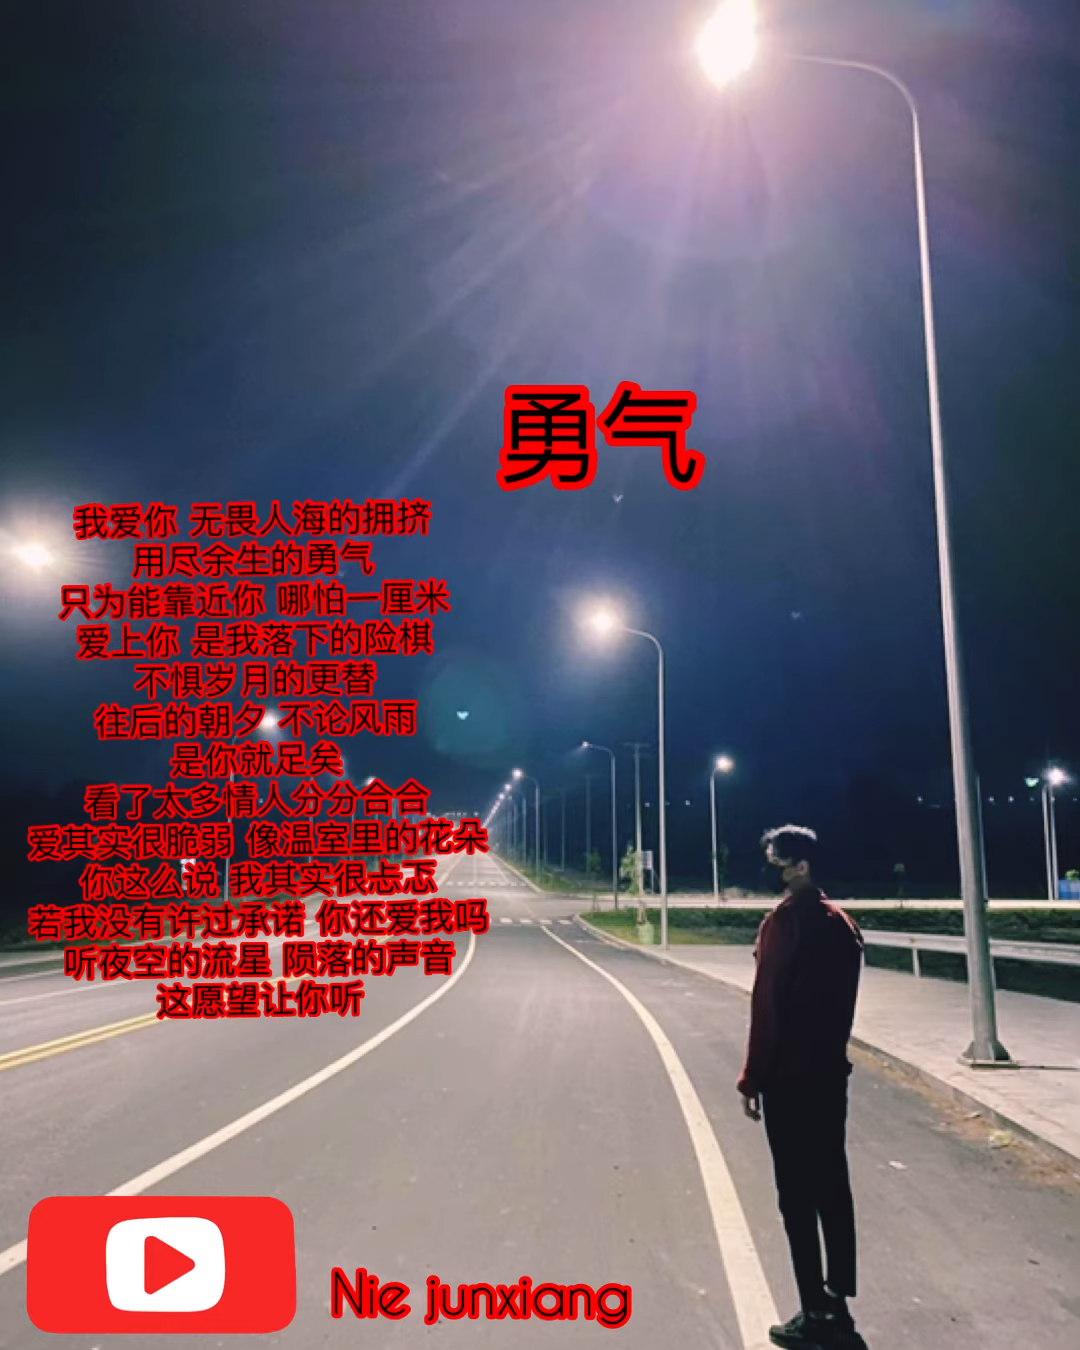 勇气
我爱你 无畏人海的拥挤
用尽余生的勇气
只为能靠近你 哪怕一厘米
爱上你 是我落下的险棋
不惧岁月的更替
往后的朝夕 不论风雨
是你就足矣
看了太多情人分分合合
爱其实很脆弱 像温室里的花朵
你这么说 我其实很忐忑
若我没有许过承诺 你还爱我吗
听夜空的流星 陨落的声音
这愿望让你听
Nie junxiang